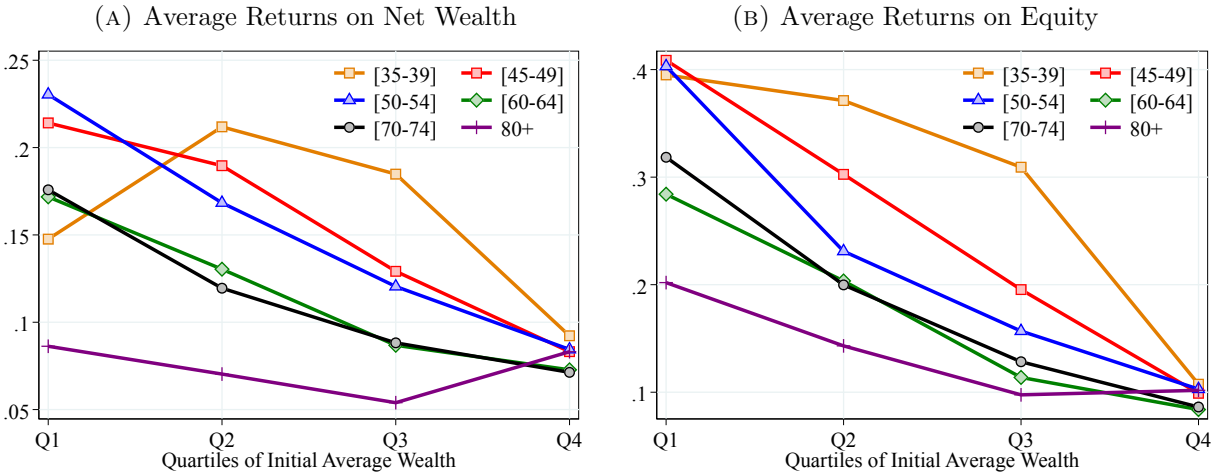 (A) Average Returns on Net Wealth
.25
.2
.15
.1
.05
[35-39] [45-49]
[50-54] [60-64]
[70-74] 80+
Q1 Q2 Q3 Q4
Quartiles of Initial Average Wealth
(B) Average Returns on Equity
.4
.3
.2
.1
[35-39] [45-49]
[50-54] [60-64]
[70-74] 80+
Q1 Q2 Q3 Q4
Quartiles of Initial Average Wealth